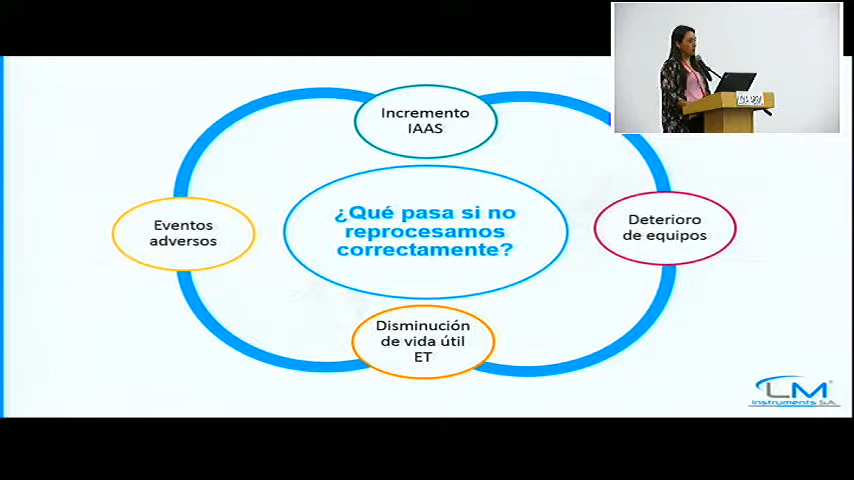 Incremento
IAAS
¿Qué pasa si no
reprocesamos
correctamente?
Eventos
adversos
Deterioro
de equipos
Disminución
de vida útil
ET
LM
Instruments S.A.